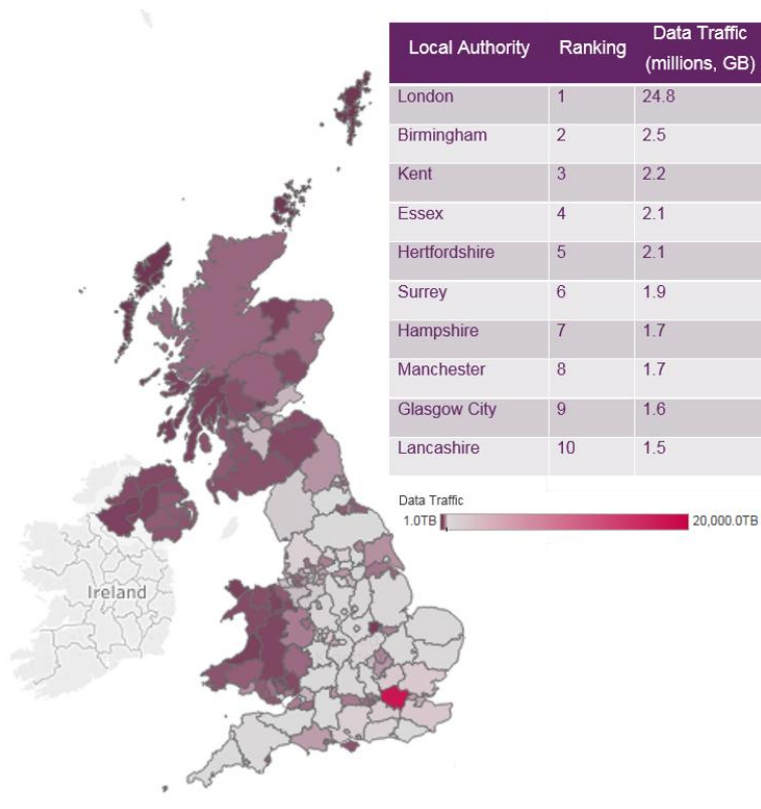 Local Authority Ranking Data Traffic (millions, GB)
London 1 24.8
Birmingham 2 2.5
Kent 3 2.2
Essex 4 2.1
Hertfordshire 5 2.1
Surrey 6 1.9
Hampshire 7 1.7
Manchester 8 1.7
Glasgow City 9 1.6
Lancashire 10 1.5
Data Traffic
1.0TB 20,000.0TB
Ireland